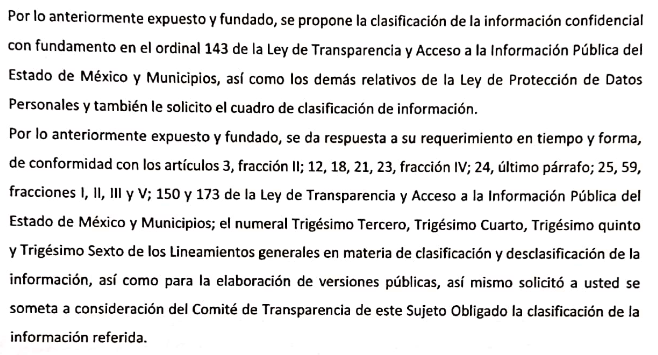 Por lo anteriormente expuesto y fundado, se propone la clasificación de la información confidencial
con fundamento en el ordinal 143 de la Ley de Transparencia y Acceso a la Información Pública del
Estado de México y Municipios, así como los demás relativos de la Ley de Protección de Datos
Personales y también le solicito el cuadro de clasificación de información.
Por lo anteriormente expuesto y fundado, se da respuesta a su requerimiento en tiempo y forma,
de conformidad con los artículos 3, fracción II; 12, 18, 21, 23, fracción IV; 24, último párrafo; 25, 59,
fracciones I, II, III y V; 150 y 173 de la Ley de Transparencia y Acceso a la Información Pública del
Estado de México y Municipios; el numeral Trigésimo Tercero, Trigésimo Cuarto, Trigésimo quinto
y Trigésimo Sexto de los Lineamientos generales en materia de clasificación y desclasificación de la
información, así como para la elaboración de versiones públicas, así mismo solicitó a usted se
someta a consideración del Comité de Transparencia de este Sujeto Obligado la clasificación de la
información referida.